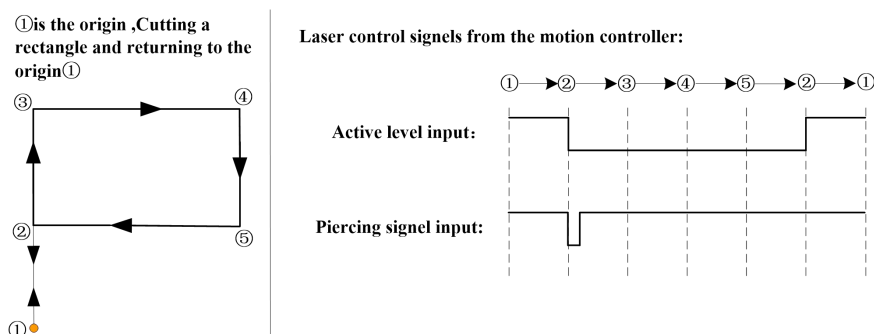 ①is the origin ,Cutting a
rectangle and returning to the
origin①
③
④
②
⑤
①
Laser control signels from the motion controller:
① ② ③ ④ ⑤ ② ①
Active level input:
Piercing signel input: